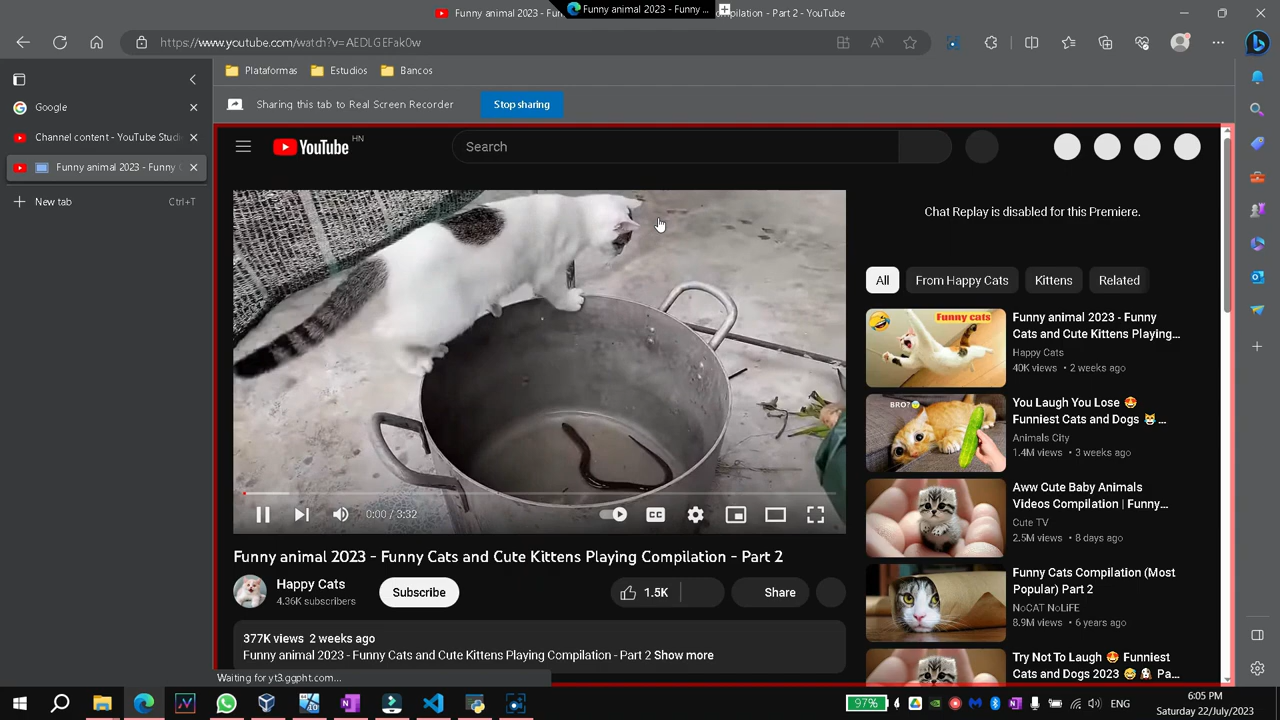 Funny animal 2023 - Fun
Funny animal 2023 - Funny ...
pilation - Part 2 - YouTube
https://www.youtube.com/watch?v=AEDLGEFak0w
Plataformas
Estudios
Bancos
Google
Channel content - YouTube Stud
Funny animal 2023 - Funny
New tab
Ctrl+T
Sharing this tab to Real Screen Recorder
Stop sharing
YouTube
HN
Search
0:00 / 3:32
CC
Funny animal 2023 - Funny Cats and Cute Kittens Playing Compilation - Part 2
Happy Cats
4.36K subscribers
Subscribe
1.5K
Share
377K views 2 weeks ago
Funny animal 2023 - Funny Cats and Cute Kittens Playing Compilation - Part 2 Show more
Waiting for yt3.ggpht.com...
Chat Replay is disabled for this Premiere.
All
From Happy Cats
Kittens
Related
Funny cats
Funny animal 2023 - Funny
Cats and Cute Kittens Playing...
Happy Cats
40K views • 2 weeks ago
BRO?
You Laugh You Lose 😍
Funniest Cats and Dogs 😹 ...
Animals City
1.4M views • 3 weeks ago
Aww Cute Baby Animals
Videos Compilation | Funny...
Cute TV
2.5M views • 8 days ago
Funny Cats Compilation (Most
Popular) Part 2
NoCAT NoLiFE
8.9M views • 6 years ago
Try Not To Laugh 🤩 Funniest
Cats and Dogs 2023 😅 🐴 Pa...
97%
ENG
6:05 PM
Saturday 22/July/2023